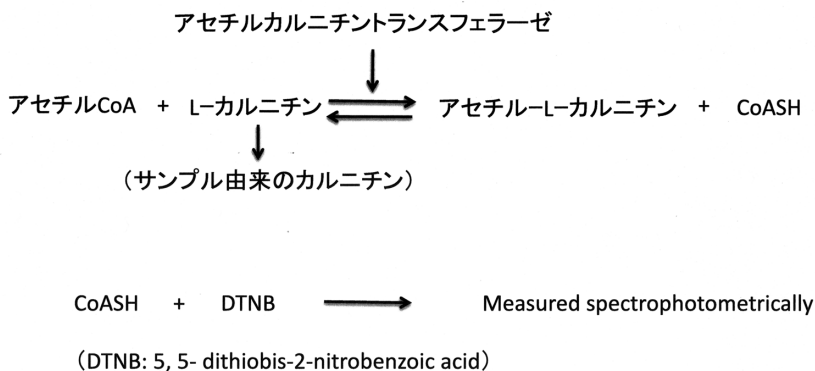 アセチルカルニチントランスフェラーゼ
アセチルCoA + L−カルニチン アセチル−L−カルニチン + CoASH
（サンプル由来のカルニチン）
CoASH + DTNB Measured spectrophotometrically
（DTNB: 5, 5- dithiobis-2-nitrobenzoic acid）